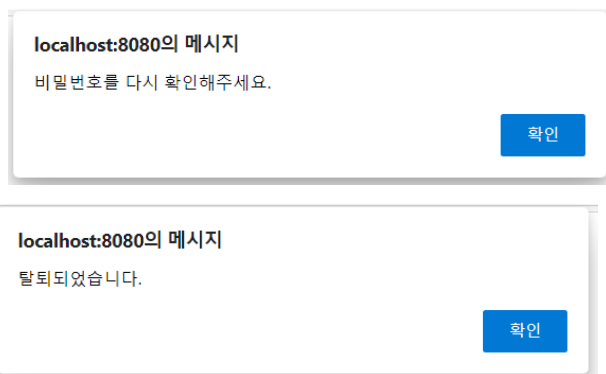 localhost:8080의 메시지
비밀번호를 다시 확인해주세요.
확인
localhost:8080의 메시지
탈퇴되었습니다.
확인